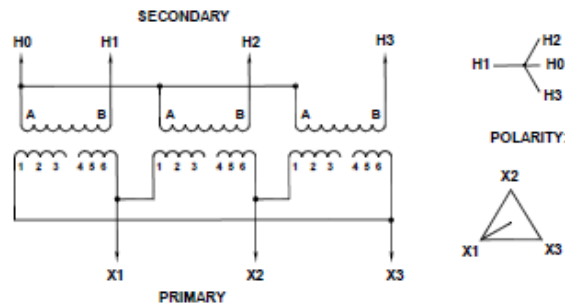 SECONDARY
H0 H1 H2 H3
A B A B A B
1 2 3 4 5 6 1 2 3 4 5 6 1 2 3 4 5 6
X1 X2 X3
PRIMARY
H2
H1 H0
H3
POLARITY:
X2
X1 X3